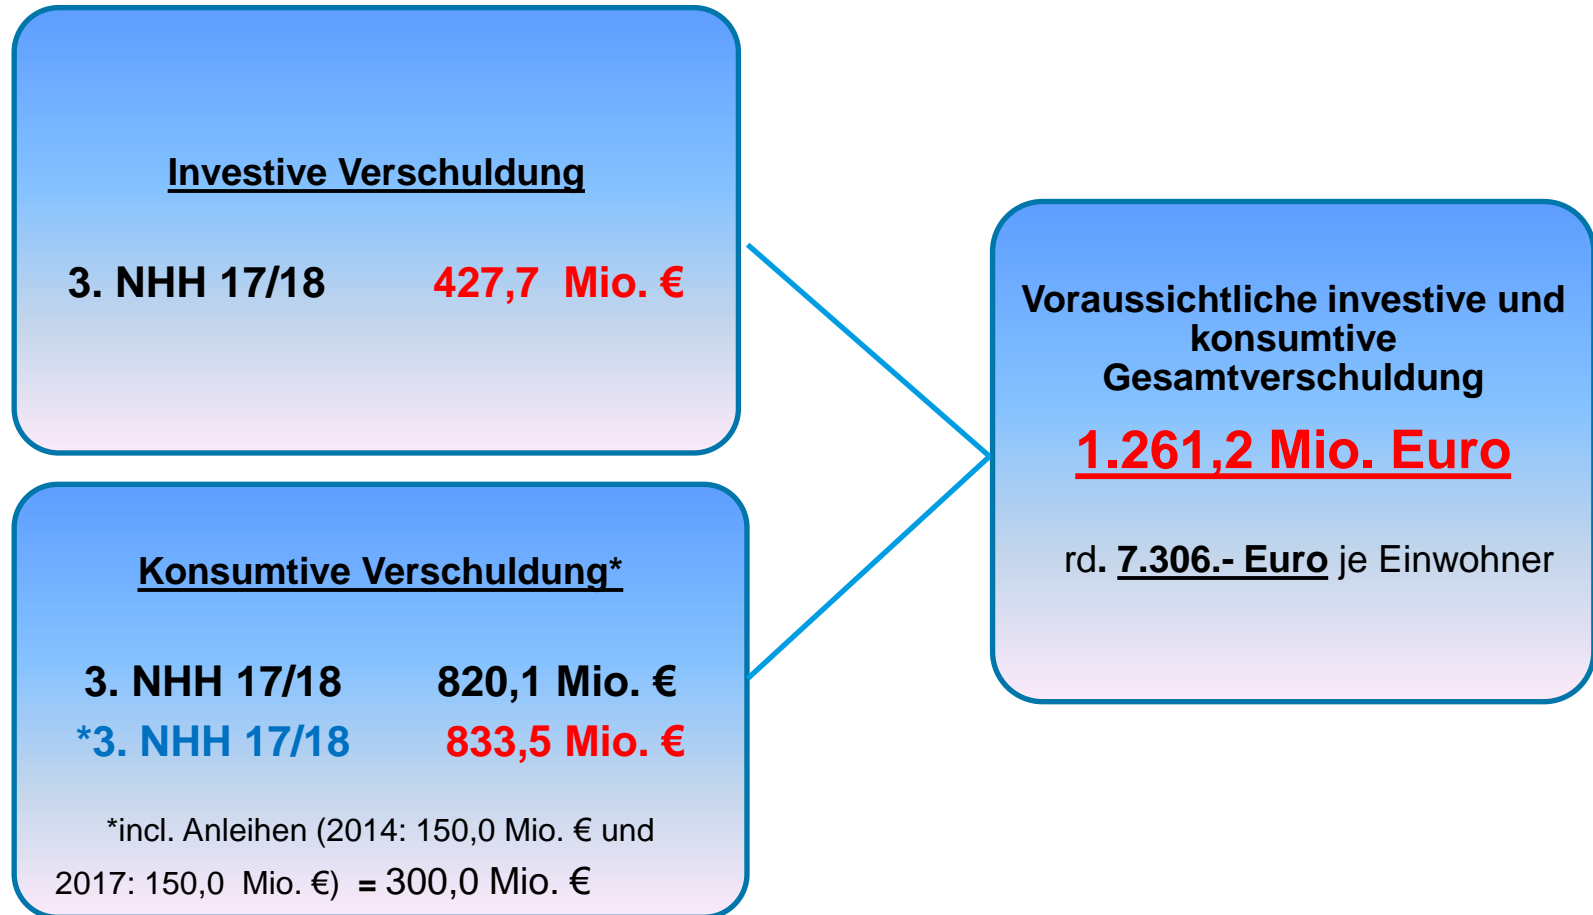 Investive Verschuldung
3. NHH 17/18 427,7 Mio. €
Konsumtive Verschuldung*
3. NHH 17/18 820,1 Mio. €
*3. NHH 17/18 833,5 Mio. €
*incl. Anleihen (2014: 150,0 Mio. € und
2017: 150,0 Mio. €) = 300,0 Mio. €
Voraussichtliche investive und
konsumtive
Gesamtverschuldung
1.261,2 Mio. Euro
rd. 7.306.- Euro je Einwohner